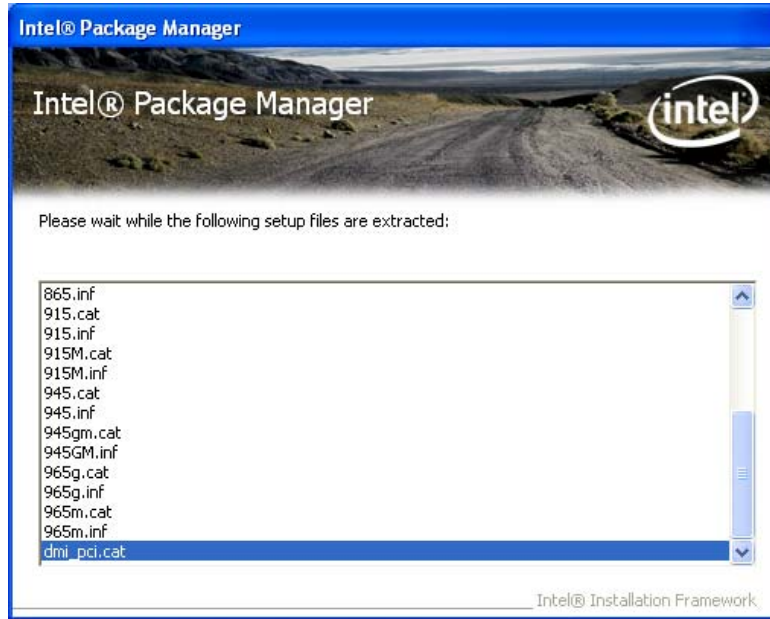 Intel® Package Manager
Intel® Package Manager
intel
Please wait while the following setup files are extracted:
865.inf
915.cat
915.inf
915M.cat
915M.inf
945.cat
945.inf
945gm.cat
945GM.inf
965g.cat
965g.inf
965m.cat
965m.inf
dmi_pci.cat
Intel® Installation Framework